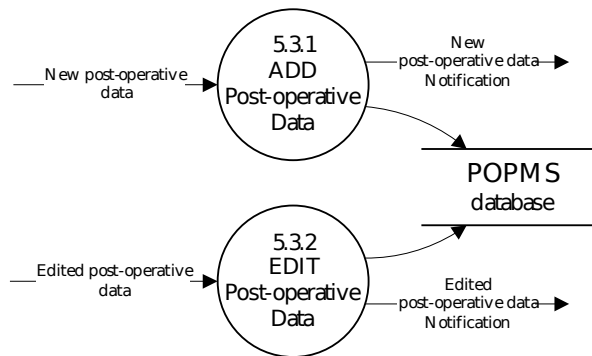 New post-operative
data
5.3.1
ADD
Post-operative
Data
New
post-operative data
Notification
POPMS
database
Edited post-operative
data
5.3.2
EDIT
Post-operative
Data
Edited
post-operative data
Notification